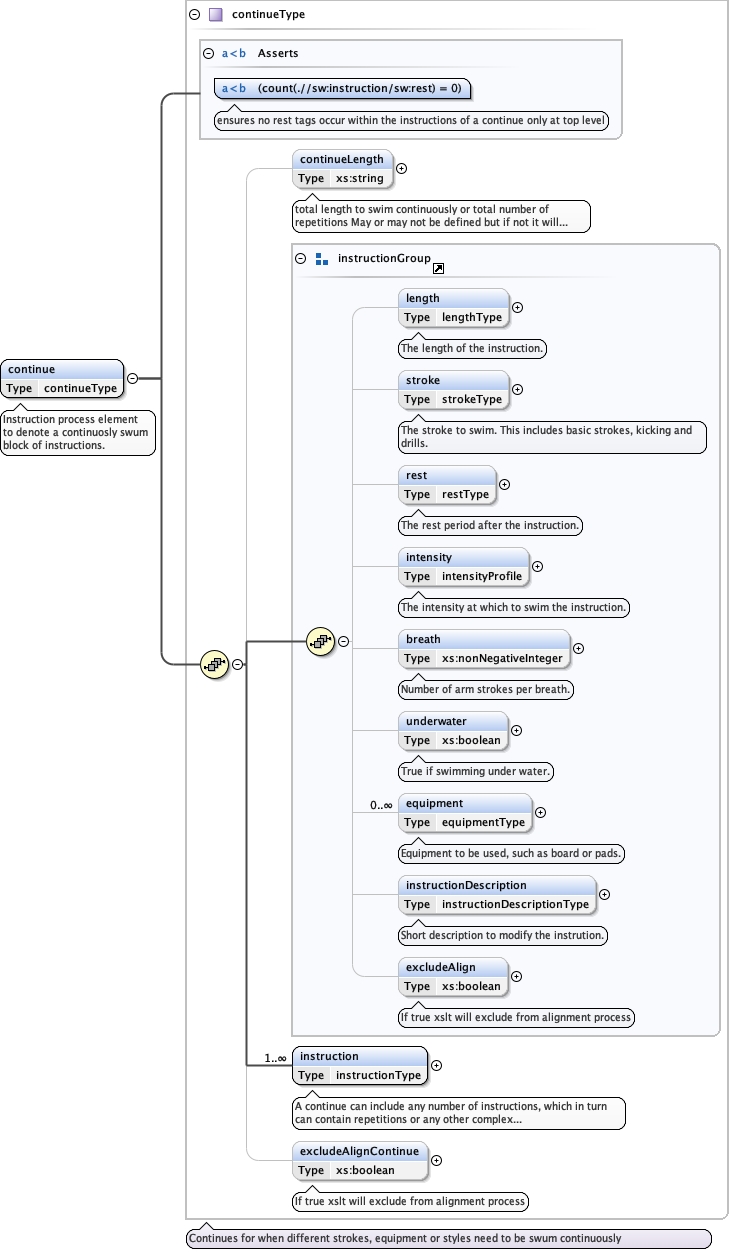 continueType
a<b Asserts
a<b (count(.//sw:instruction/sw:rest) = 0)
ensures no rest tags occur within the instructions of a continue only at top level
continueLength
Type xs:string
total length to swim continuously or total number of
repetitions May or may not be defined but if not it will...
instructionGroup
length
Type lengthType
The length of the instruction.
continue
Type continueType
Instruction process element
to denote a continuosly swum
block of instructions.
stroke
Type strokeType
The stroke to swim. This includes basic strokes, kicking and
drills.
rest
Type restType
The rest period after the instruction.
intensity
Type intensityProfile
The intensity at which to swim the instruction.
breath
Type xs:nonNegativeInteger
Number of arm strokes per breath.
underwater
Type xs:boolean
True if swimming under water.
0..∞ equipment
Type equipmentType
Equipment to be used, such as board or pads.
instructionDescription
Type instructionDescriptionType
Short description to modify the instrution.
excludeAlign
Type xs:boolean
If true xslt will exclude from alignment process
1..∞ instruction
Type instructionType
A continue can include any number of instructions, which in turn
can contain repetitions or any other complex...
excludeAlignContinue
Type xs:boolean
If true xslt will exclude from alignment process
Continues for when different strokes, equipment or styles need to be swum continuously